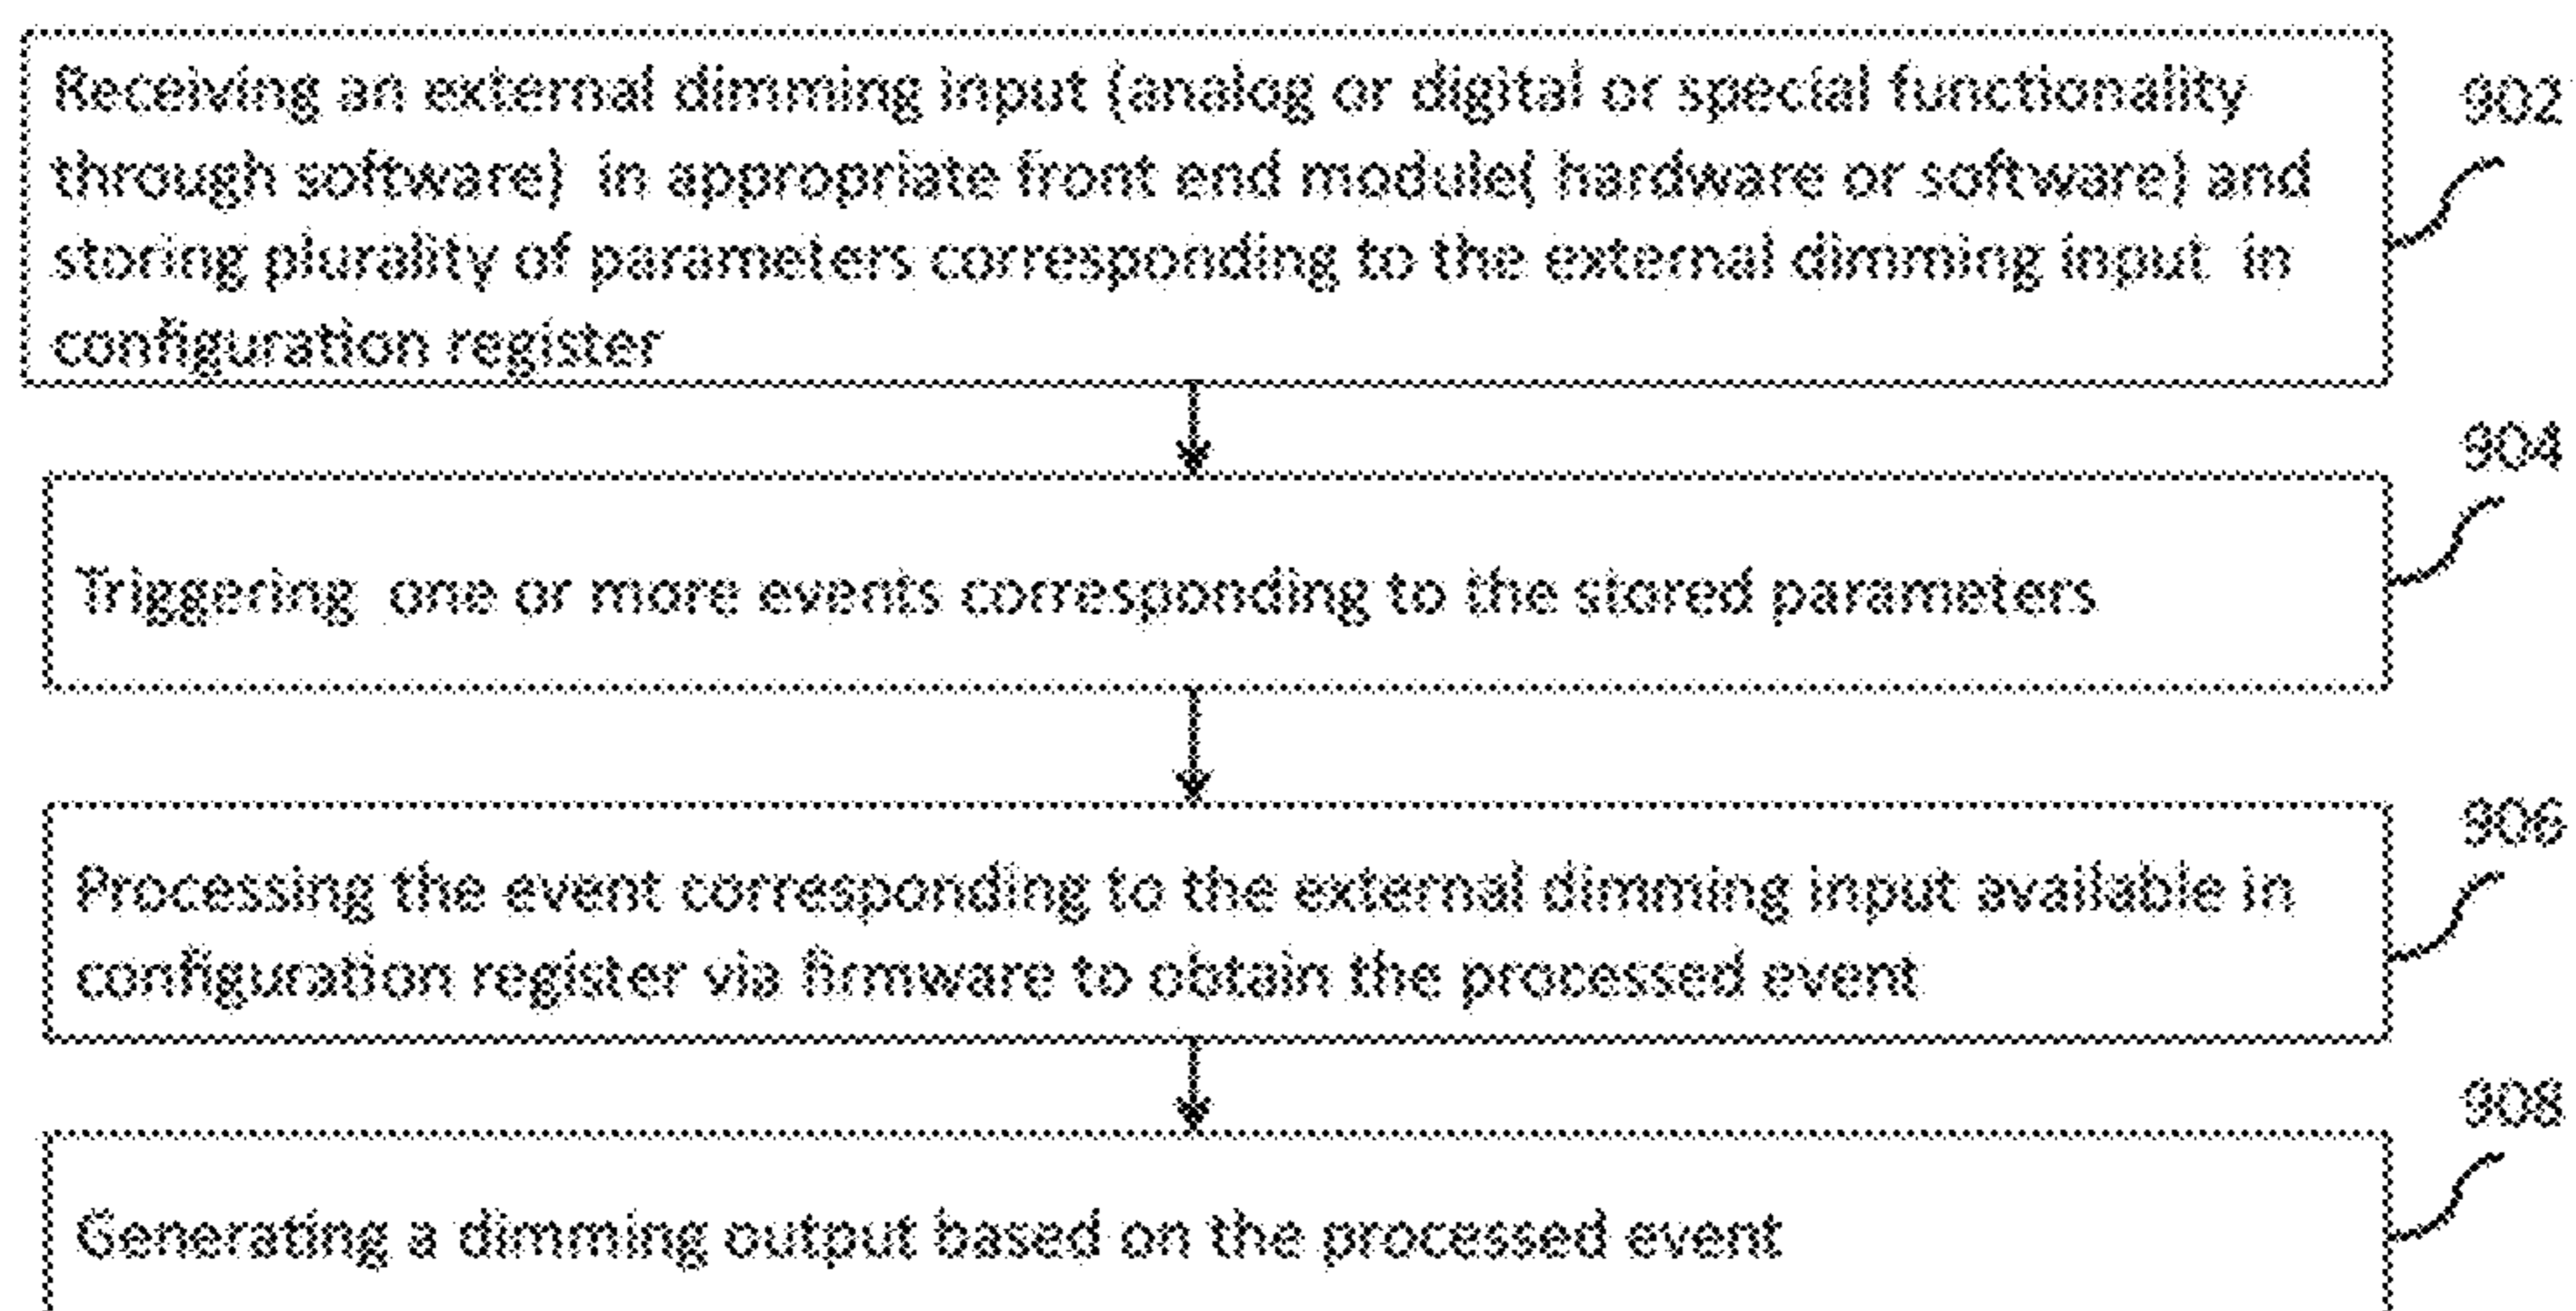 Receiving an external dimming input (analog or digital or special functionality
902
through software) in appropriate front end module( hardware or software) and
storing plurality of parameters corresponding to the external dimming input in
configuration register
904
Triggering one or more events corresponding to the stored parameters
906
Processing the event corresponding to the external dimming input available in
configuration register via firmware to obtain the processed event
908
Generating a dimming output based on the processed event